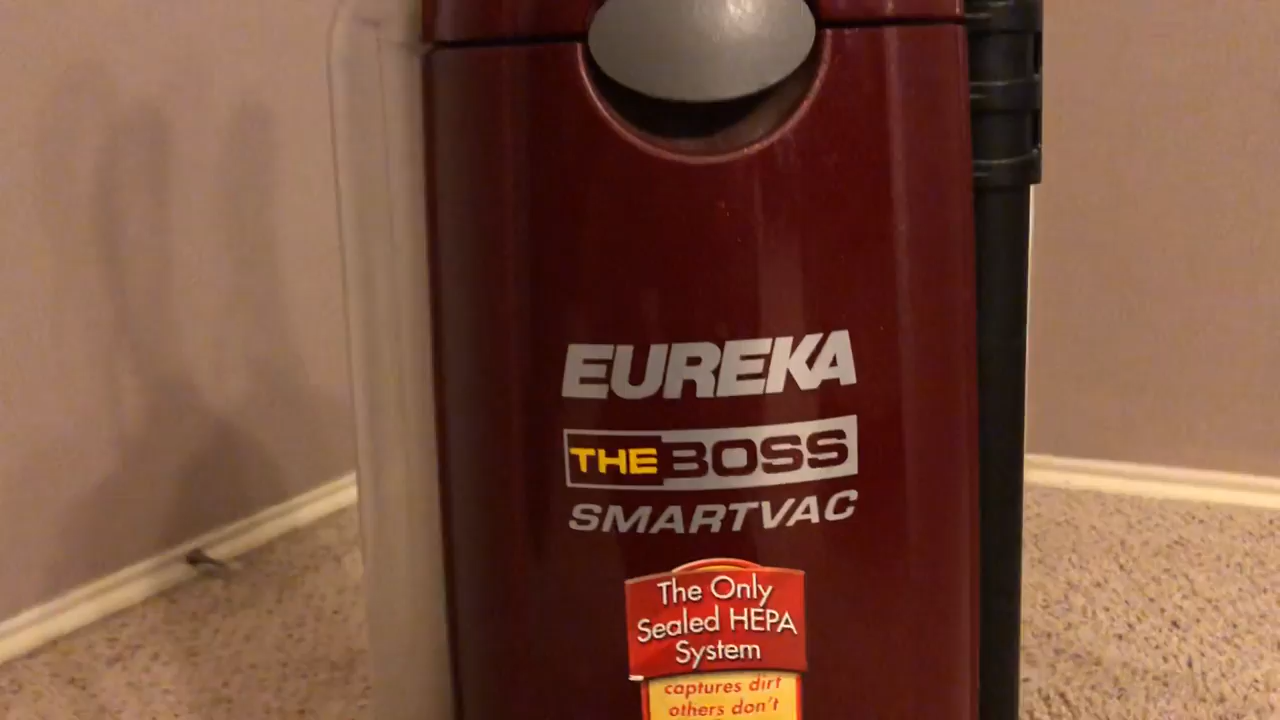 EUREKA
THE BOSS
SMARTVAC
The Only
Sealed HEPA
System
captures dirt
others don't